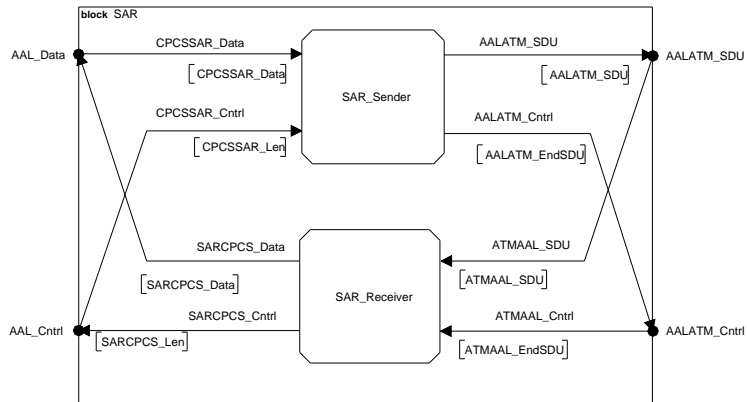 block SAR
CPCSSAR_Data
AALATM_SDU
AAL_Data
AALATM_SDU
[CPCSSAR_Data]
[AALATM_SDU]
SAR_Sender
CPCSSAR_Cntrl
AALATM_Cntrl
[CPCSSAR_Len]
[AALATM_EndSDU]
SARCPCS_Data
ATMAAL_SDU
[SARCPCS_Data]
[ATMAAL_SDU]
SAR_Receiver
SARCPCS_Cntrl
ATMAAL_Cntrl
AAL_Cntrl
AALATM_Cntrl
[SARCPCS_Len]
[ATMAAL_EndSDU]